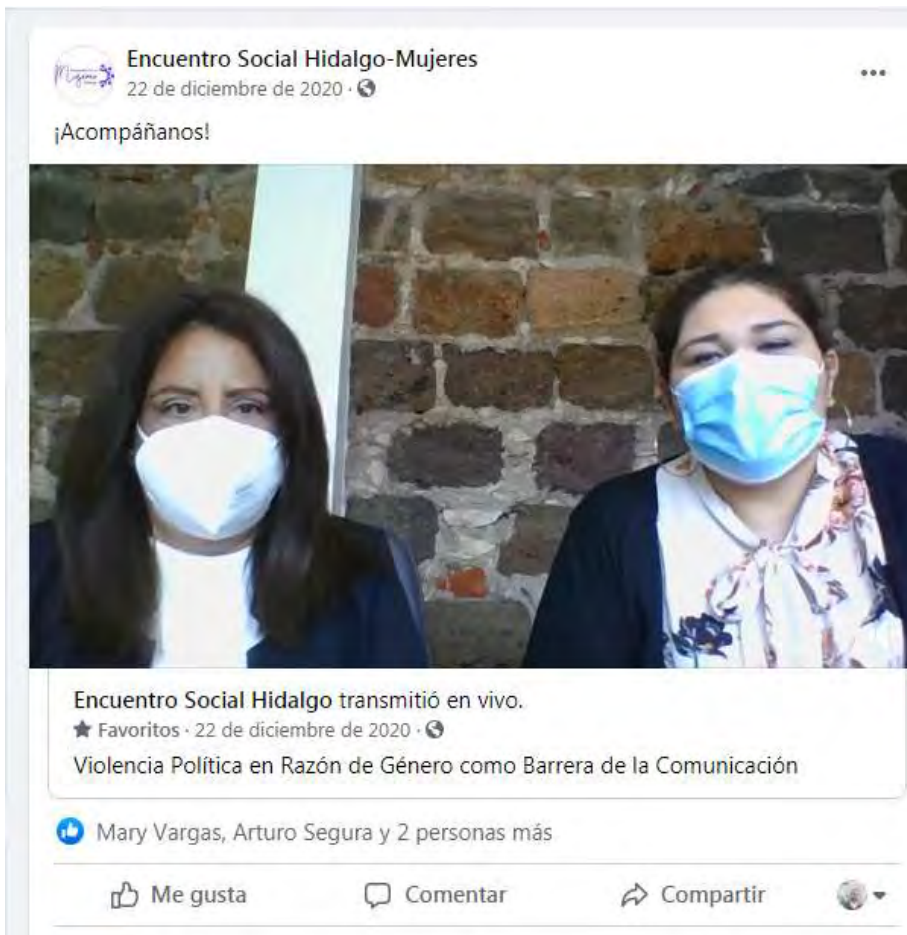 Mujeres
Encuentro Social Hidalgo-Mujeres
22 de diciembre de 2020 ·
¡Acompáñanos!
Encuentro Social Hidalgo transmitió en vivo.
Favoritos · 22 de diciembre de 2020 ·
Violencia Política en Razón de Género como Barrera de la Comunicación
Mary Vargas, Arturo Segura y 2 personas más
Me gusta
Comentar
Compartir